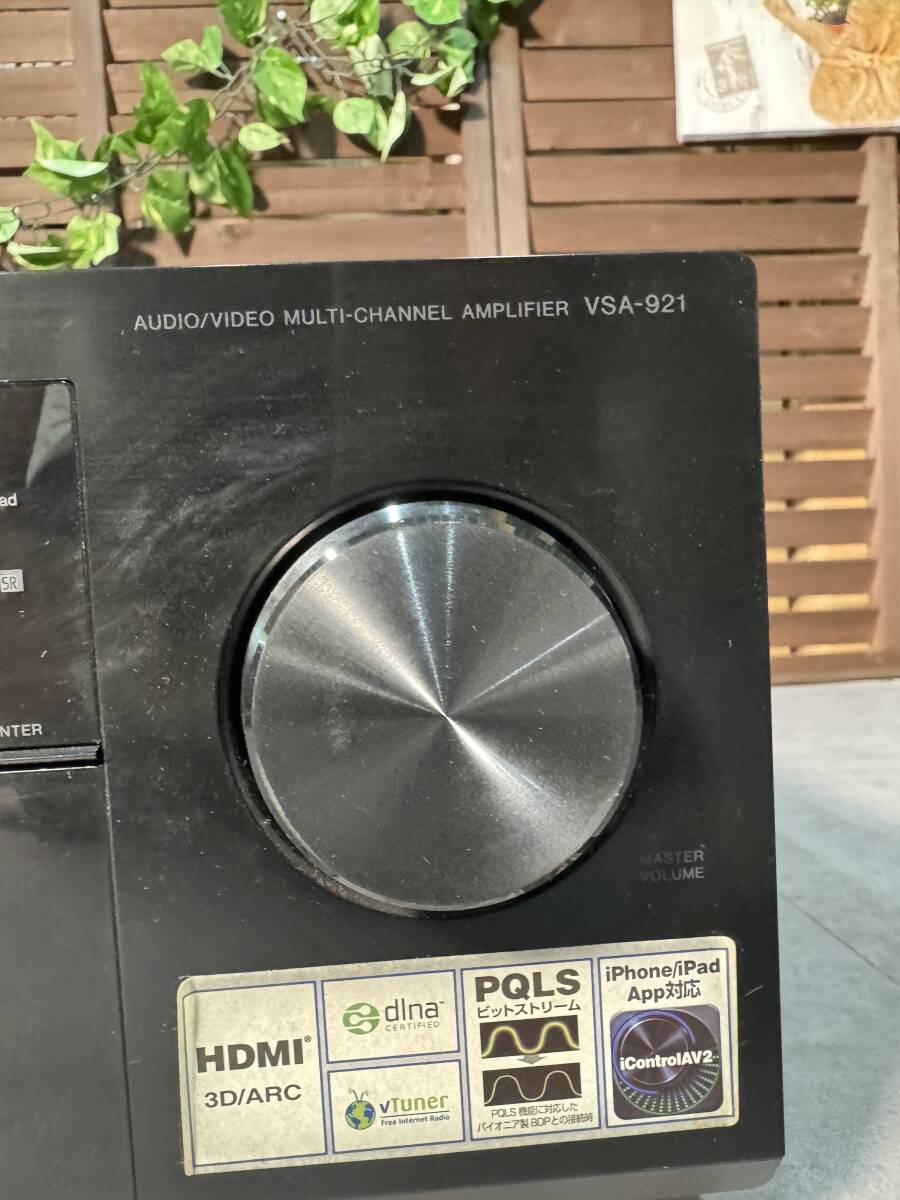 AUDIO/VIDEO MULTI-CHANNEL AMPLIFIER VSA-921
ad
SR
NTER
MASTER
VOLUME
HDMI®
3D/ARC
dlna™
CERTIFIED
vTuner
Free Internet Radio
PQLS
ビットストリーム
PQLS 機能に対応した
パイオニア製BDPとの接続時
iPhone/iPad
App対応
iControlAV2